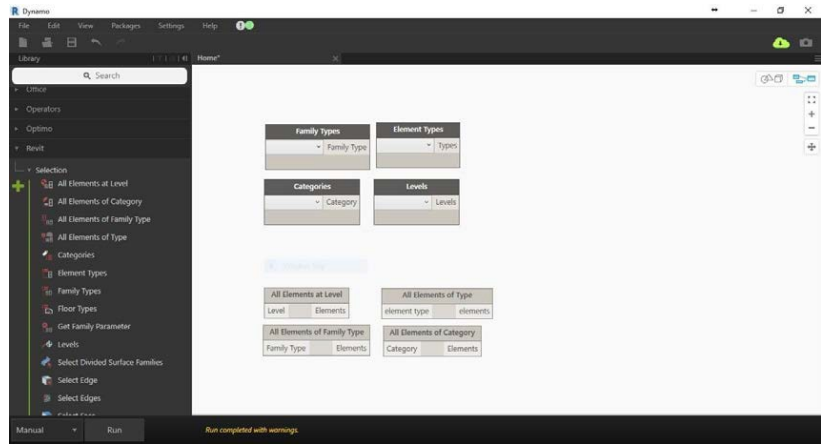 Dynamo
File Edit View Packages Settings Help
Library
Home*
Search
Office
Operators
Optimo
Revit
Selection
All Elements at Level
All Elements of Category
All Elements of Family Type
All Elements of Type
Categories
Element Types
Family Types
Floor Types
Get Family Parameter
Levels
Select Divided Surface Families
Select Edge
Select Edges
Select Face
Family Types
Family Type
Element Types
Types
Categories
Category
Levels
Levels
All Elements at Level
Level Elements
All Elements of Type
element type elements
All Elements of Family Type
Family Type Elements
All Elements of Category
Category Elements
Manual Run Run completed with warnings.